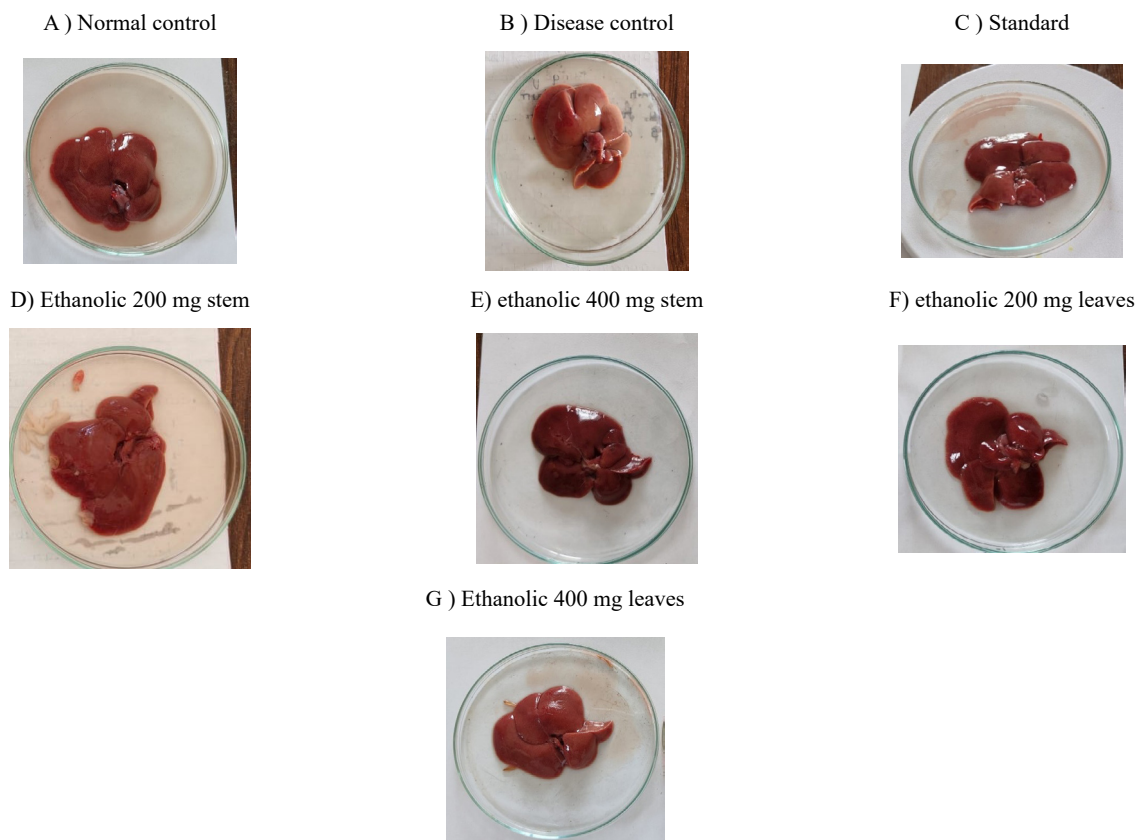 A ) Normal control
B ) Disease control
C ) Standard
D) Ethanolic 200 mg stem
E) ethanolic 400 mg stem
F) ethanolic 200 mg leaves
G ) Ethanolic 400 mg leaves